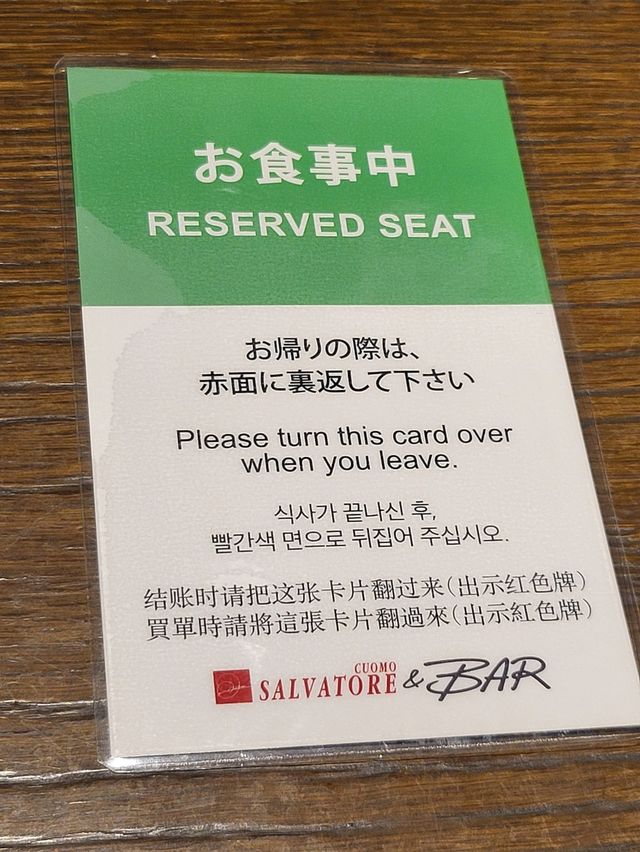 お食事中
RESERVED SEAT
お帰りの際は、
赤面に裏返して下さい
Please turn this card over
when you leave.
식사가 끝나신 후,
빨간색 면으로 뒤집어 주십시오.
结账时请把这张卡片翻过来(出示红色牌)
買單時請將這張卡片翻過來(出示紅色牌)
CUOMO
SALVATORE & BAR